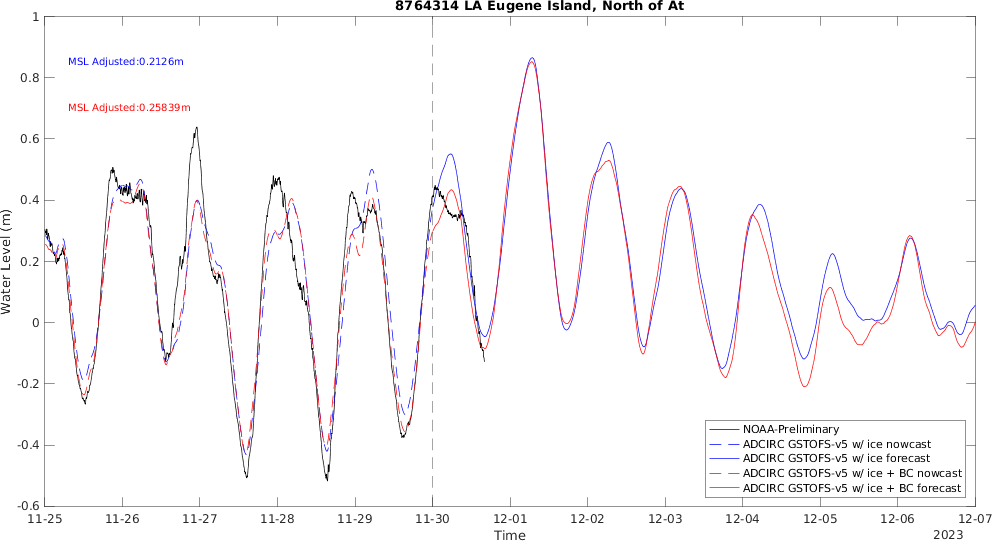 8764314 LA Eugene Island, North of At
MSL Adjusted:0.2126m
MSL Adjusted:0.25839m
Water Level (m)
1
0.8
0.6
0.4
0.2
0
-0.2
-0.4
-0.6
NOAA-Preliminary
ADCIRC GSTOFS-v5 w/ ice nowcast
ADCIRC GSTOFS-v5 w/ ice forecast
ADCIRC GSTOFS-v5 w/ ice + BC nowcast
ADCIRC GSTOFS-v5 w/ ice + BC forecast
11-25 11-26 11-27 11-28 11-29 11-30 12-01 12-02 12-03 12-04 12-05 12-06 12-07
Time
2023